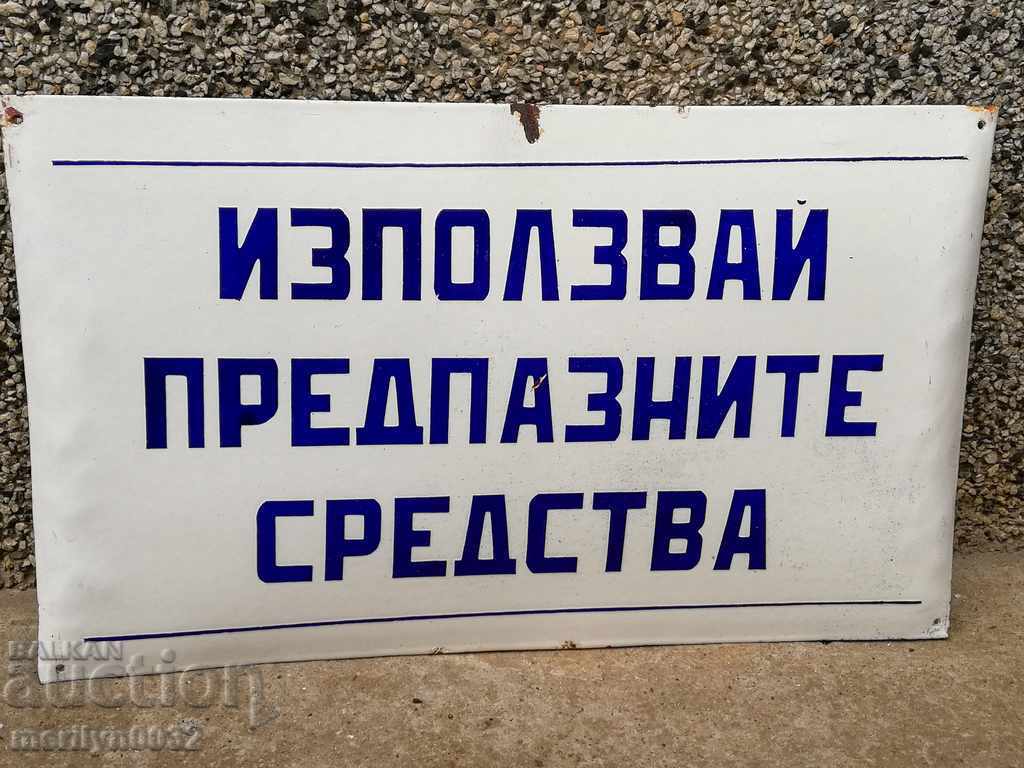 ИЗПОЛЗВАЙ
ПРЕДПАЗНИТЕ
СРЕДСТВА
BALKAN
auction
merilyn0032